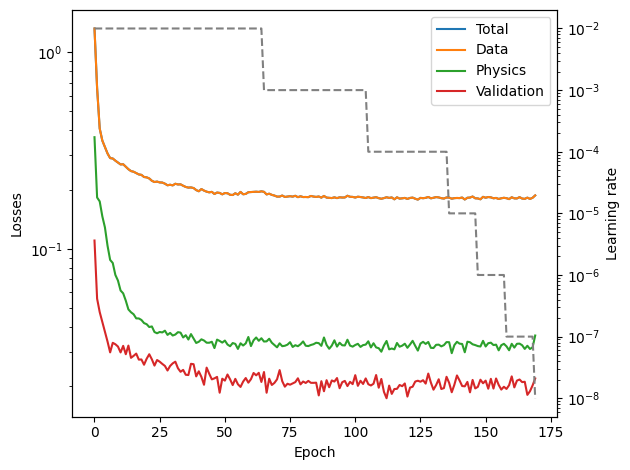 Total
Data
Physics
Validation
10⁰
10⁻¹
10⁻²
10⁻³
10⁻⁴
10⁻⁵
10⁻⁶
10⁻⁷
10⁻⁸
Losses
Learning rate
0 25 50 75 100 125 150 175
Epoch